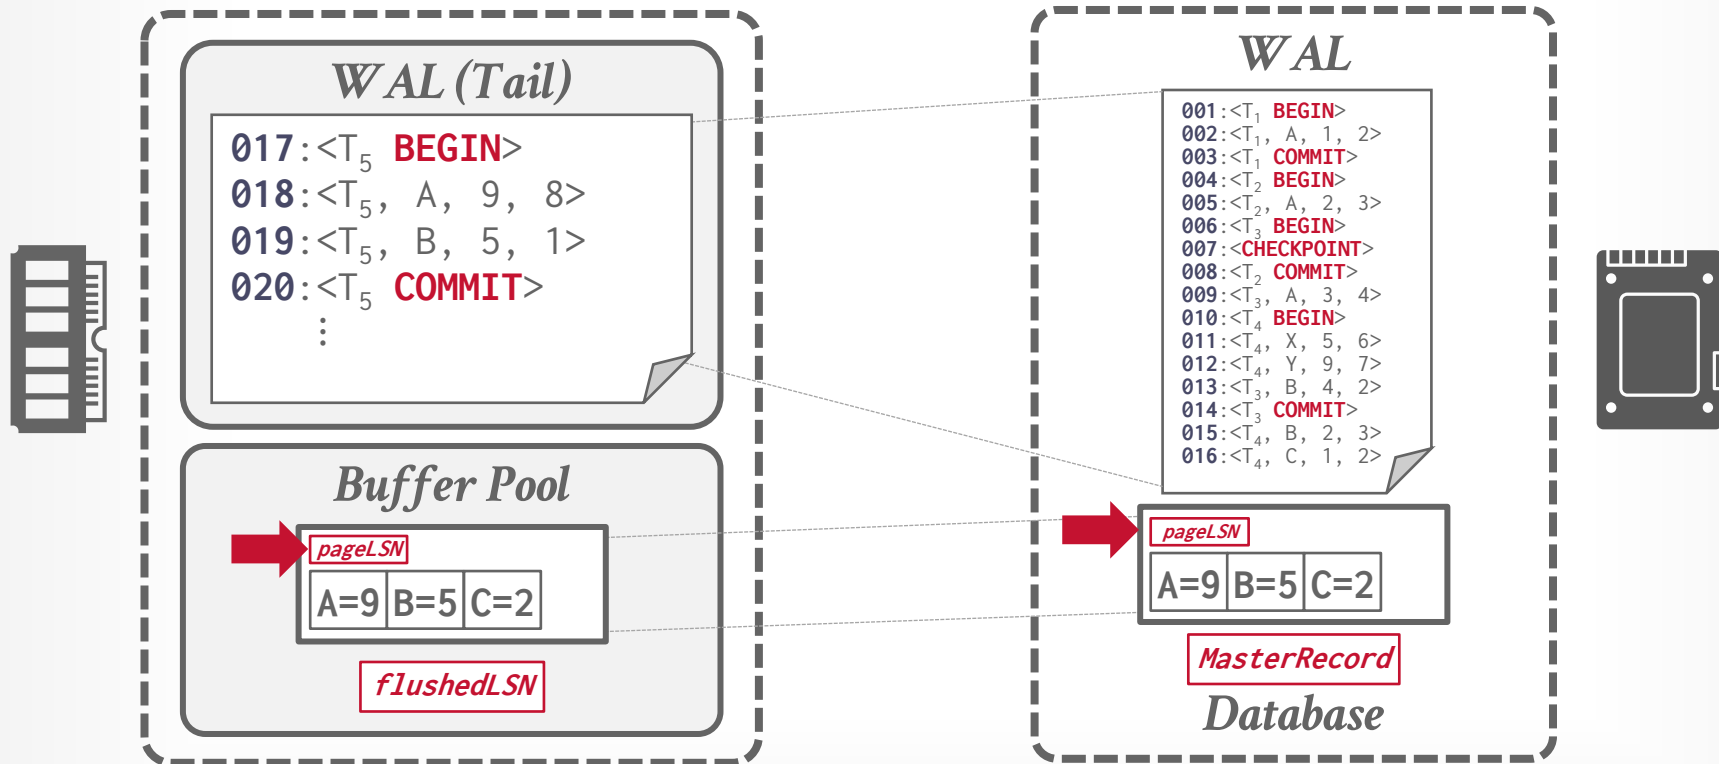 WAL (Tail)
017:<T5 BEGIN>
018:<T5, A, 9, 8>
019:<T5, B, 5, 1>
020:<T5 COMMIT>
⋮
Buffer Pool
pageLSN
A=9 B=5 C=2
flushedLSN
WAL
001:<T1 BEGIN>
002:<T1, A, 1, 2>
003:<T1 COMMIT>
004:<T2 BEGIN>
005:<T2, A, 2, 3>
006:<T3 BEGIN>
007:<CHECKPOINT>
008:<T2 COMMIT>
009:<T3, A, 3, 4>
010:<T4 BEGIN>
011:<T4, X, 5, 6>
012:<T4, Y, 9, 7>
013:<T3, B, 4, 2>
014:<T3 COMMIT>
015:<T4, B, 2, 3>
016:<T4, C, 1, 2>
pageLSN
A=9 B=5 C=2
MasterRecord
Database